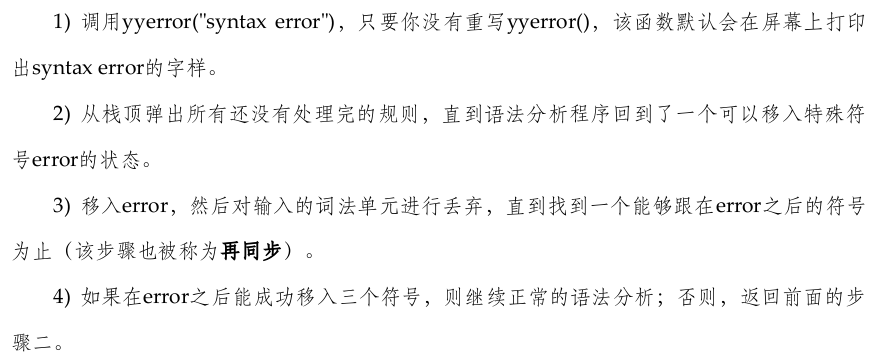 1) 调用yyerror("syntax error")，只要你没有重写yyerror()，该函数默认会在屏幕上打印
出syntax error的字样。
2) 从栈顶弹出所有还没有处理完的规则，直到语法分析程序回到了一个可以移入特殊符
号error的状态。
3) 移入error，然后对输入的词法单元进行丢弃，直到找到一个能够跟在error之后的符号
为止（该步骤也被称为再同步）。
4) 如果在error之后能成功移入三个符号，则继续正常的语法分析；否则，返回前面的步
骤二。